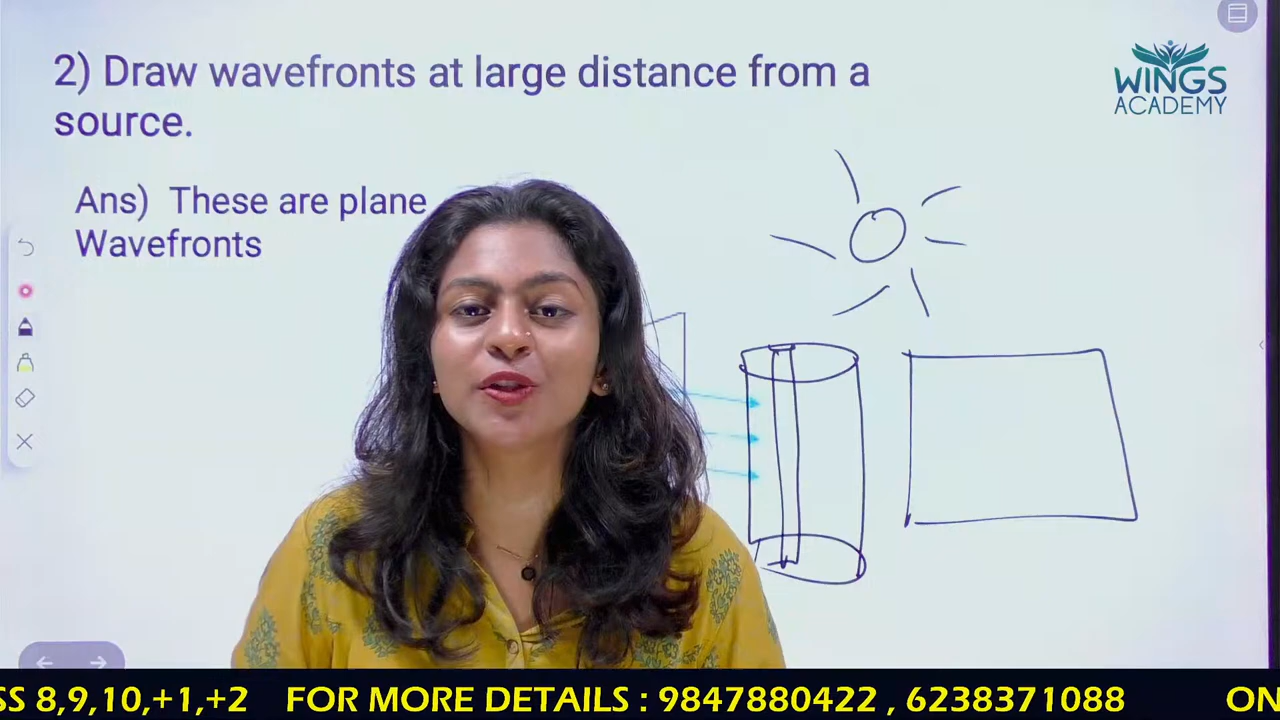 2) Draw wavefronts at large distance from a
source.
WINGS
ACADEMY
Ans) These are plane
Wavefronts
SS 8,9,10,+1,+2 FOR MORE DETAILS : 9847880422 , 6238371088 ON